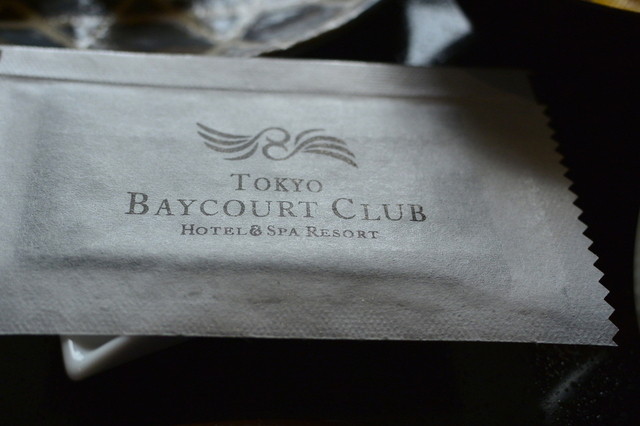 TOKYO
BAYCOURT CLUB
HOTEL & SPA RESORT